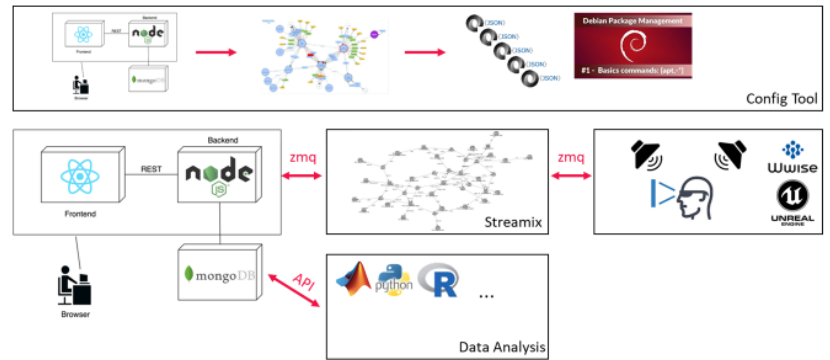 Backend
REST
node
JS
Frontend
mongoDB
Browser
(JSON)
(JSON)
(JSON)
(JSON)
(JSON)
Debian Package Management
#1 - Basics commands: [apt-*]
Config Tool
Backend
REST
node
JS
Frontend
zmq
Streamix
zmq
Wwise
UNREAL
ENGINE
mongoDB
Browser
API
python
R
...
Data Analysis